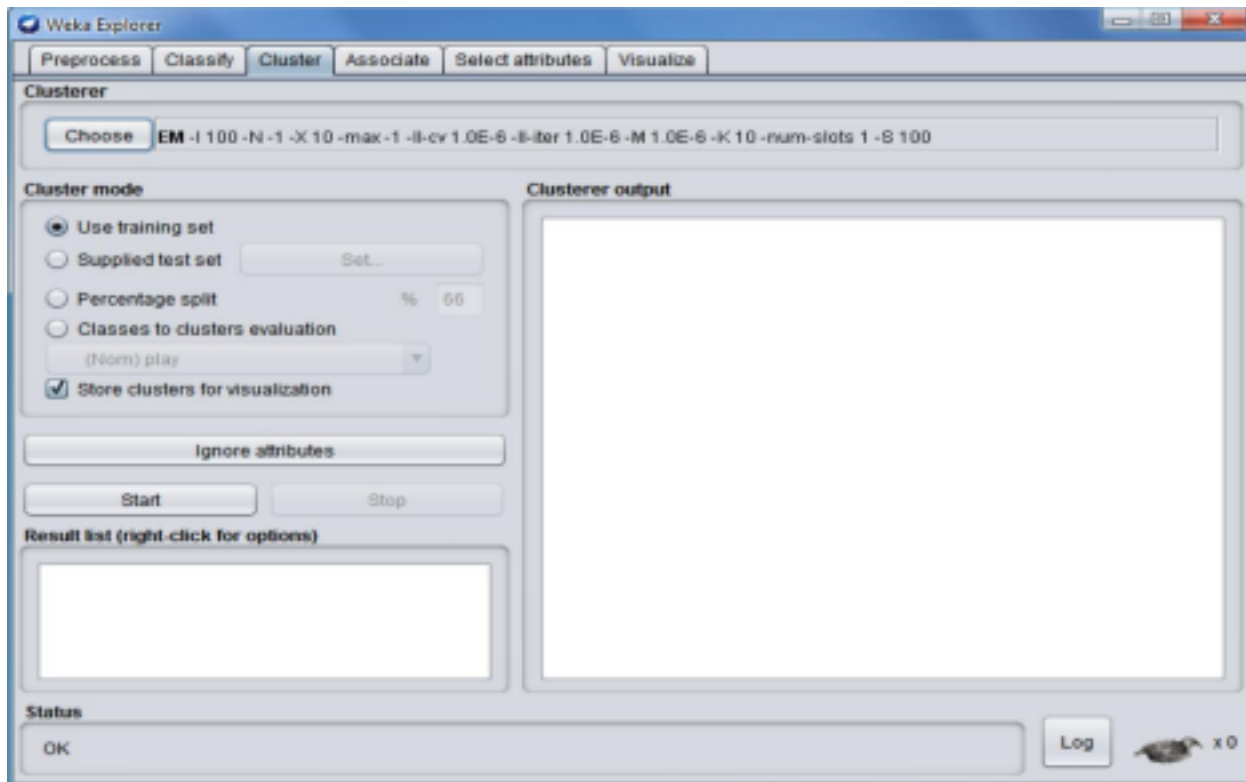 Weka Explorer
Preprocess Classify Cluster Associate Select attributes Visualize
Clusterer
Choose EM -I 100 -N -1 -X 10 -max -1 -ll-cv 1.0E-6 -ll-iter 1.0E-6 -M 1.0E-6 -K 10 -num-slots 1 -S 100
Cluster mode
Use training set
Supplied test set Set...
Percentage split % 66
Classes to clusters evaluation
(Nom) play
Store clusters for visualization
Ignore attributes
Start Stop
Result list (right-click for options)
Clusterer output
Status
OK
Log x 0